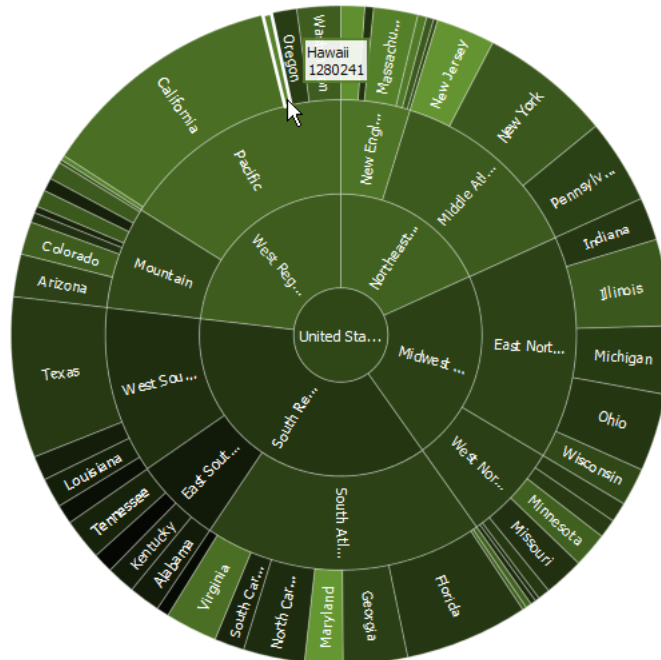 Hawaii
1280241
Oregon
Massachu...
New Jersey
New York
Pennsylv...
Indiana
Illinois
Michigan
Ohio
Wisconsin
Minnesota
Missouri
Florida
Georgia
Maryland
North Car...
South Car...
Virginia
Alabama
Kentucky
Tennessee
Louisiana
Texas
Arizona
Colorado
California
Pacific
New Engl...
Middle Atl...
East Nort...
West Nor...
South Atl...
East Sout...
West Sou...
Mountain
West Reg...
Northeast...
Midwest ...
South Re...
United Sta...